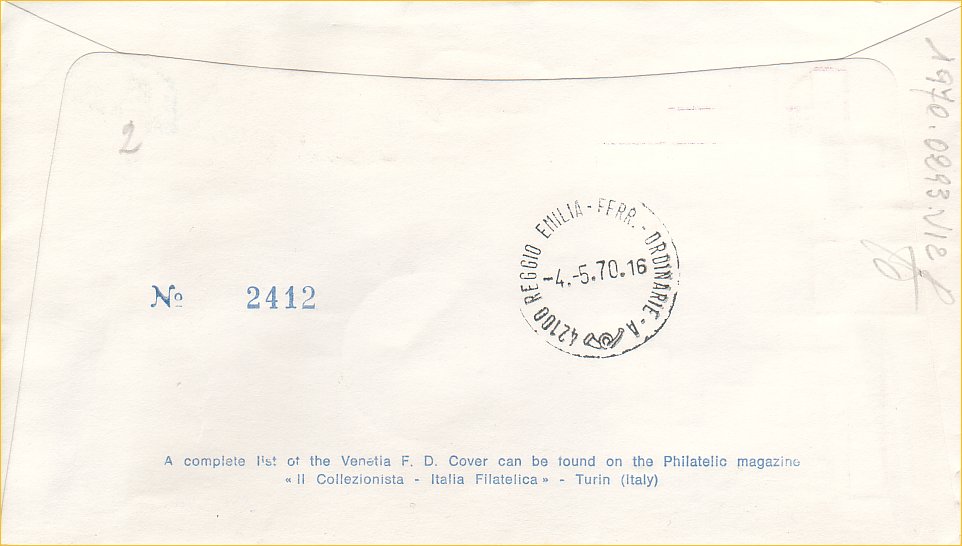 2
1970.0893.V12
Nº 2412
42100 REGGIO EMILIA - FERR. - ORDINARIE - A
-4.-5.70.16
A complete list of the Venetia F. D. Cover can be found on the Philatelic magazine
« Il Collezionista - Italia Filatelica » - Turin (Italy)